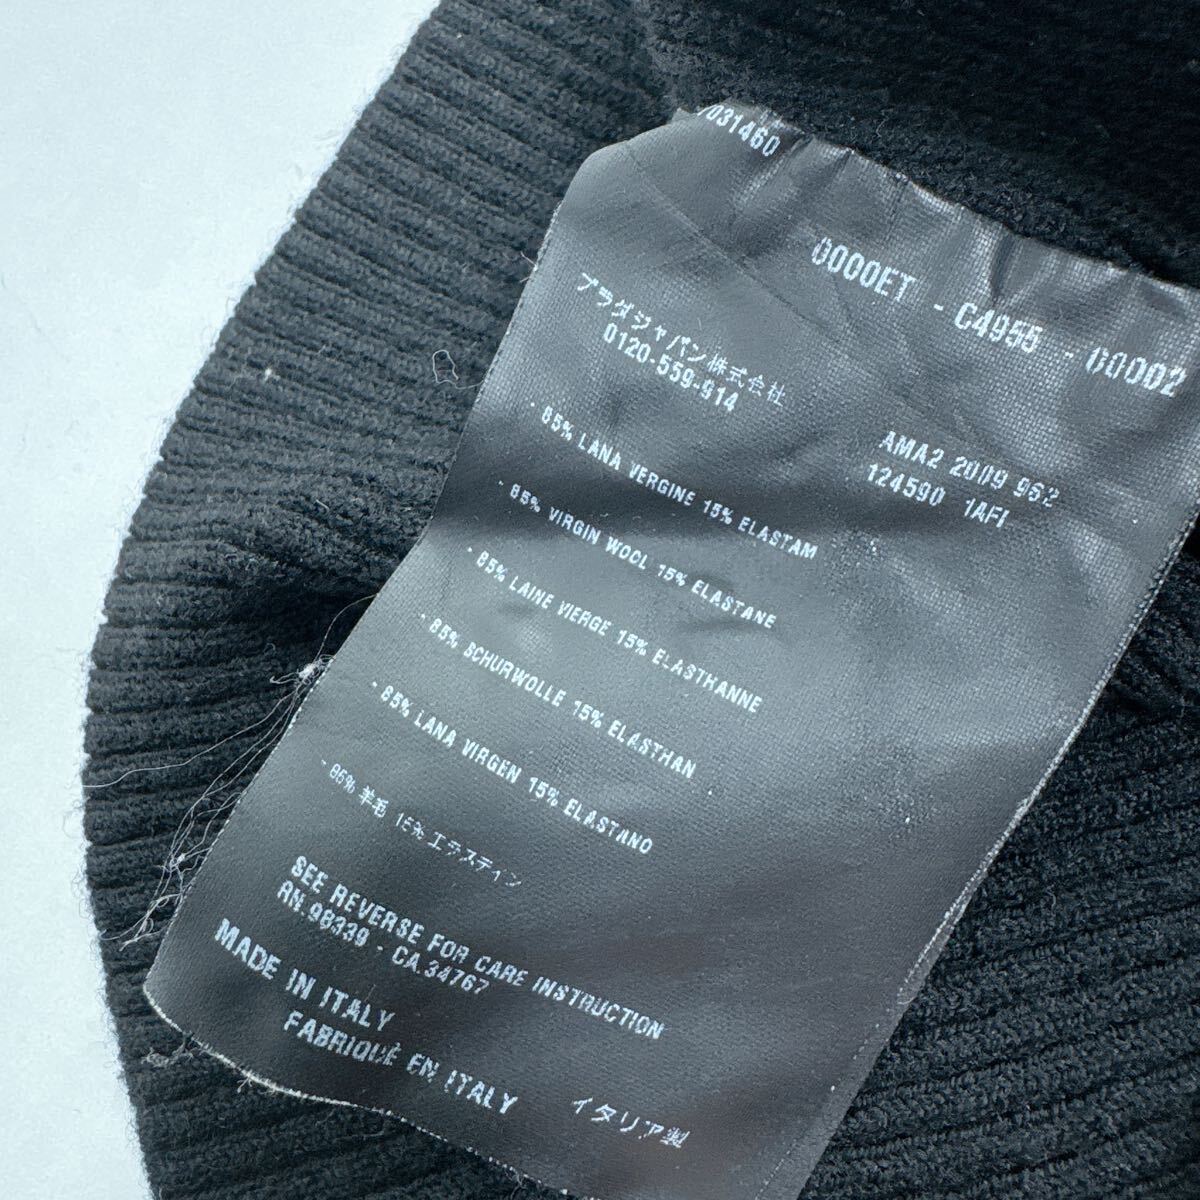 7031460
0000ET - C4955 - 00002
プラダジャパン株式会社
0120-559-914
AMA2 2009 962
124590 1AFI
- 85% LANA VERGINE 15% ELASTAM
- 85% VIRGIN WOOL 15% ELASTANE
- 85% LAINE VIERGE 15% ELASTHANNE
- 85% SCHURWOLLE 15% ELASTHAN
- 85% LANA VIRGEN 15% ELASTANO
- 85% 羊毛 15% エラスティン
SEE REVERSE FOR CARE INSTRUCTION
RN.98339 - CA.34767
MADE IN ITALY
FABRIQUÉ EN ITALY イタリア製